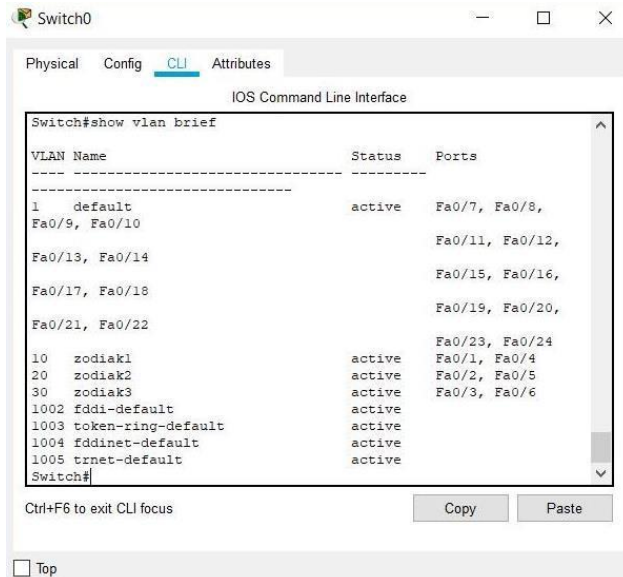 Switch0
Physical Config CLI Attributes
IOS Command Line Interface
Switch#show vlan brief
VLAN Name Status Ports
---- -------------------------------- ---------
-------------------------------
1 default active Fa0/7, Fa0/8,
Fa0/9, Fa0/10
Fa0/11, Fa0/12,
Fa0/13, Fa0/14
Fa0/15, Fa0/16,
Fa0/17, Fa0/18
Fa0/19, Fa0/20,
Fa0/21, Fa0/22
Fa0/23, Fa0/24
10 zodiak1 active Fa0/1, Fa0/4
20 zodiak2 active Fa0/2, Fa0/5
30 zodiak3 active Fa0/3, Fa0/6
1002 fddi-default active
1003 token-ring-default active
1004 fddinet-default active
1005 trnet-default active
Switch#
Ctrl+F6 to exit CLI focus Copy Paste
Top